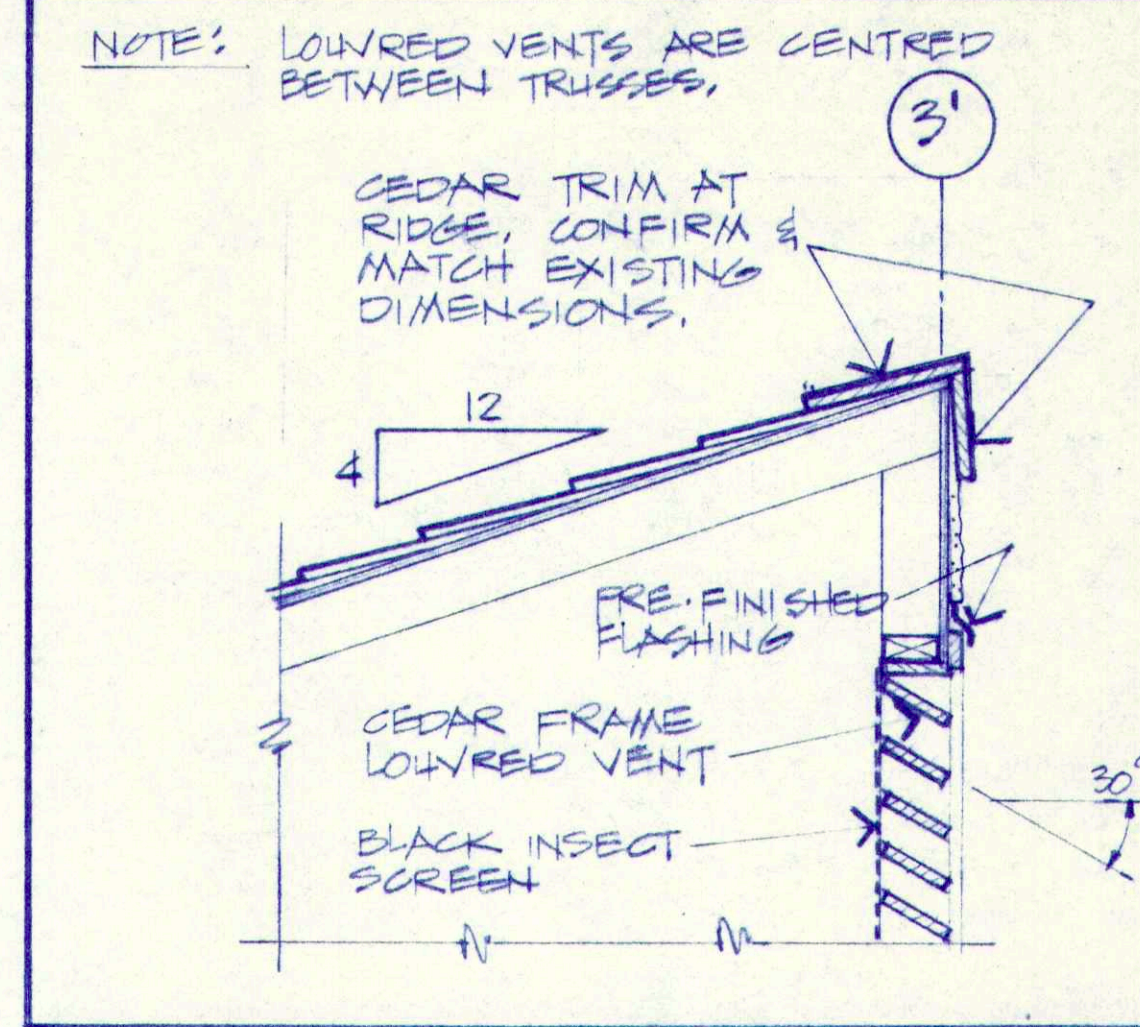 NOTE: LOUVRED VENTS ARE CENTRED
BETWEEN TRUSSES.
3'
CEDAR TRIM AT
RIDGE. CONFIRM &
MATCH EXISTING
DIMENSIONS.
12
4
PRE-FINISHED
FLASHING
CEDAR FRAME
LOUVRED VENT
30°
BLACK INSECT
SCREEN